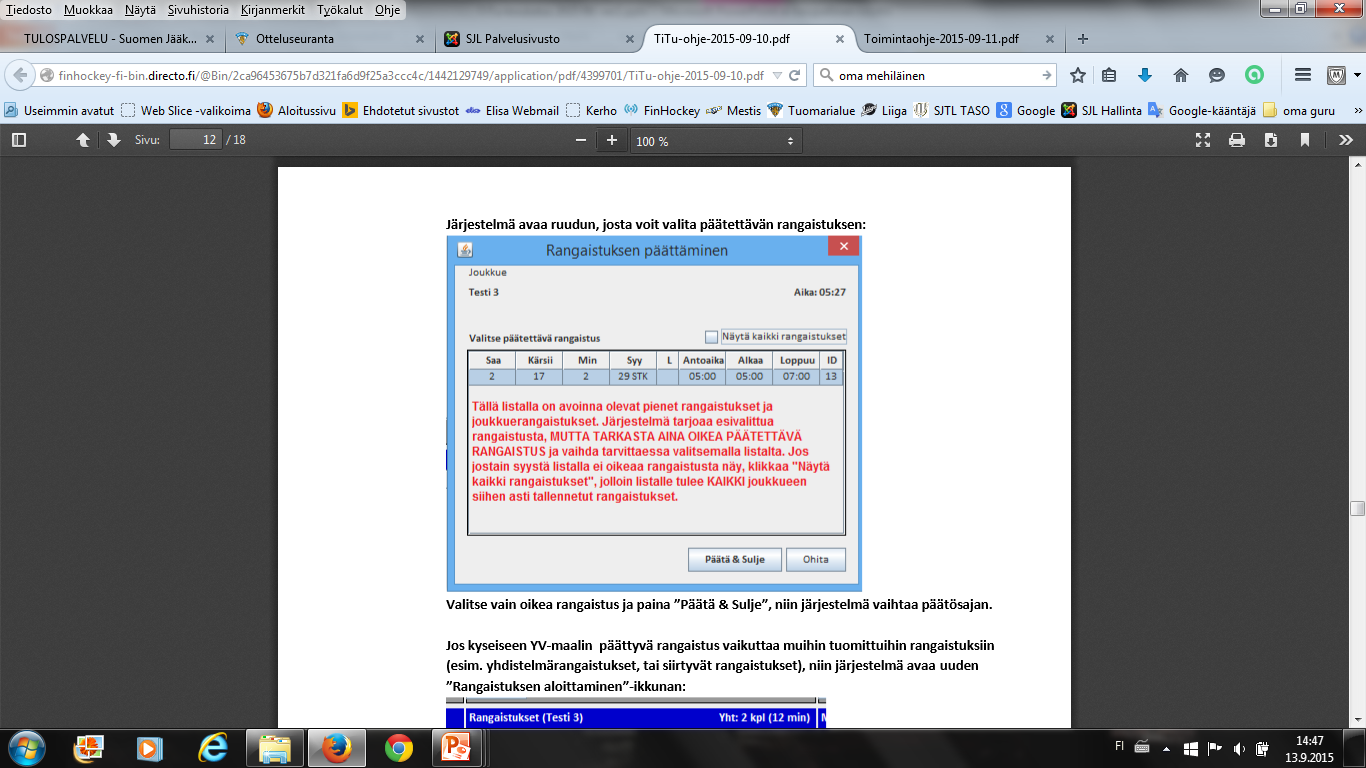 Tiedosto Muokkaa Näytä Sivuhistoria Kirjanmerkit Työkalut Ohje
TULOSPALVELU - Suomen Jääk... Otteluseuranta SJL Palvelusivusto TiTu-ohje-2015-09-10.pdf Toimintaohje-2015-09-11.pdf
finhockey-fi-bin.directo.fi/@Bin/2ca96453675b7d321fa6d9f25a3ccc4c/1442129749/application/pdf/4399701/TiTu-ohje-2015-09-10.pdf oma mehiläinen
Useimmin avatut Web Slice -valikoima Aloitussivu Ehdotetut sivustot Elisa Webmail Kerho FinHockey Mestis Tuomarialue Liiga SJTL TASO Google SJL Hallinta Google-kääntäjä oma guru
Sivu: 12 / 18 100 %
Järjestelmä avaa ruudun, josta voit valita päätettävän rangaistuksen:
Rangaistuksen päättäminen
Joukkue
Testi 3 Aika: 05:27
Valitse päätettävä rangaistus Näytä kaikki rangaistukset
Saa Kärsii Min Syy L Antoaika Alkaa Loppuu ID
2 17 2 29 STK 05:00 05:00 07:00 13
Tällä listalla on avoinna olevat pienet rangaistukset ja
joukkuerangaistukset. Järjestelmä tarjoaa esivalittua
rangaistusta, MUTTA TARKASTA AINA OIKEA PÄÄTETTÄVÄ
RANGAISTUS ja vaihda tarvittaessa valitsemalla listalta. Jos
jostain syystä listalla ei oikeaa rangaistusta näy, klikkaa "Näytä
kaikki rangaistukset", jolloin listalle tulee KAIKKI joukkueen
siihen asti tallennetut rangaistukset.
Päätä & Sulje Ohita
Valitse vain oikea rangaistus ja paina ”Päätä & Sulje”, niin järjestelmä vaihtaa päätösajan.
Jos kyseiseen YV-maalin päättyvä rangaistus vaikuttaa muihin tuomittuihin rangaistuksiin
(esim. yhdistelmärangaistukset, tai siirtyvät rangaistukset), niin järjestelmä avaa uuden
”Rangaistuksen aloittaminen”-ikkunan:
Rangaistukset (Testi 3) Yht: 2 kpl (12 min)
FI 14:47
13.9.2015